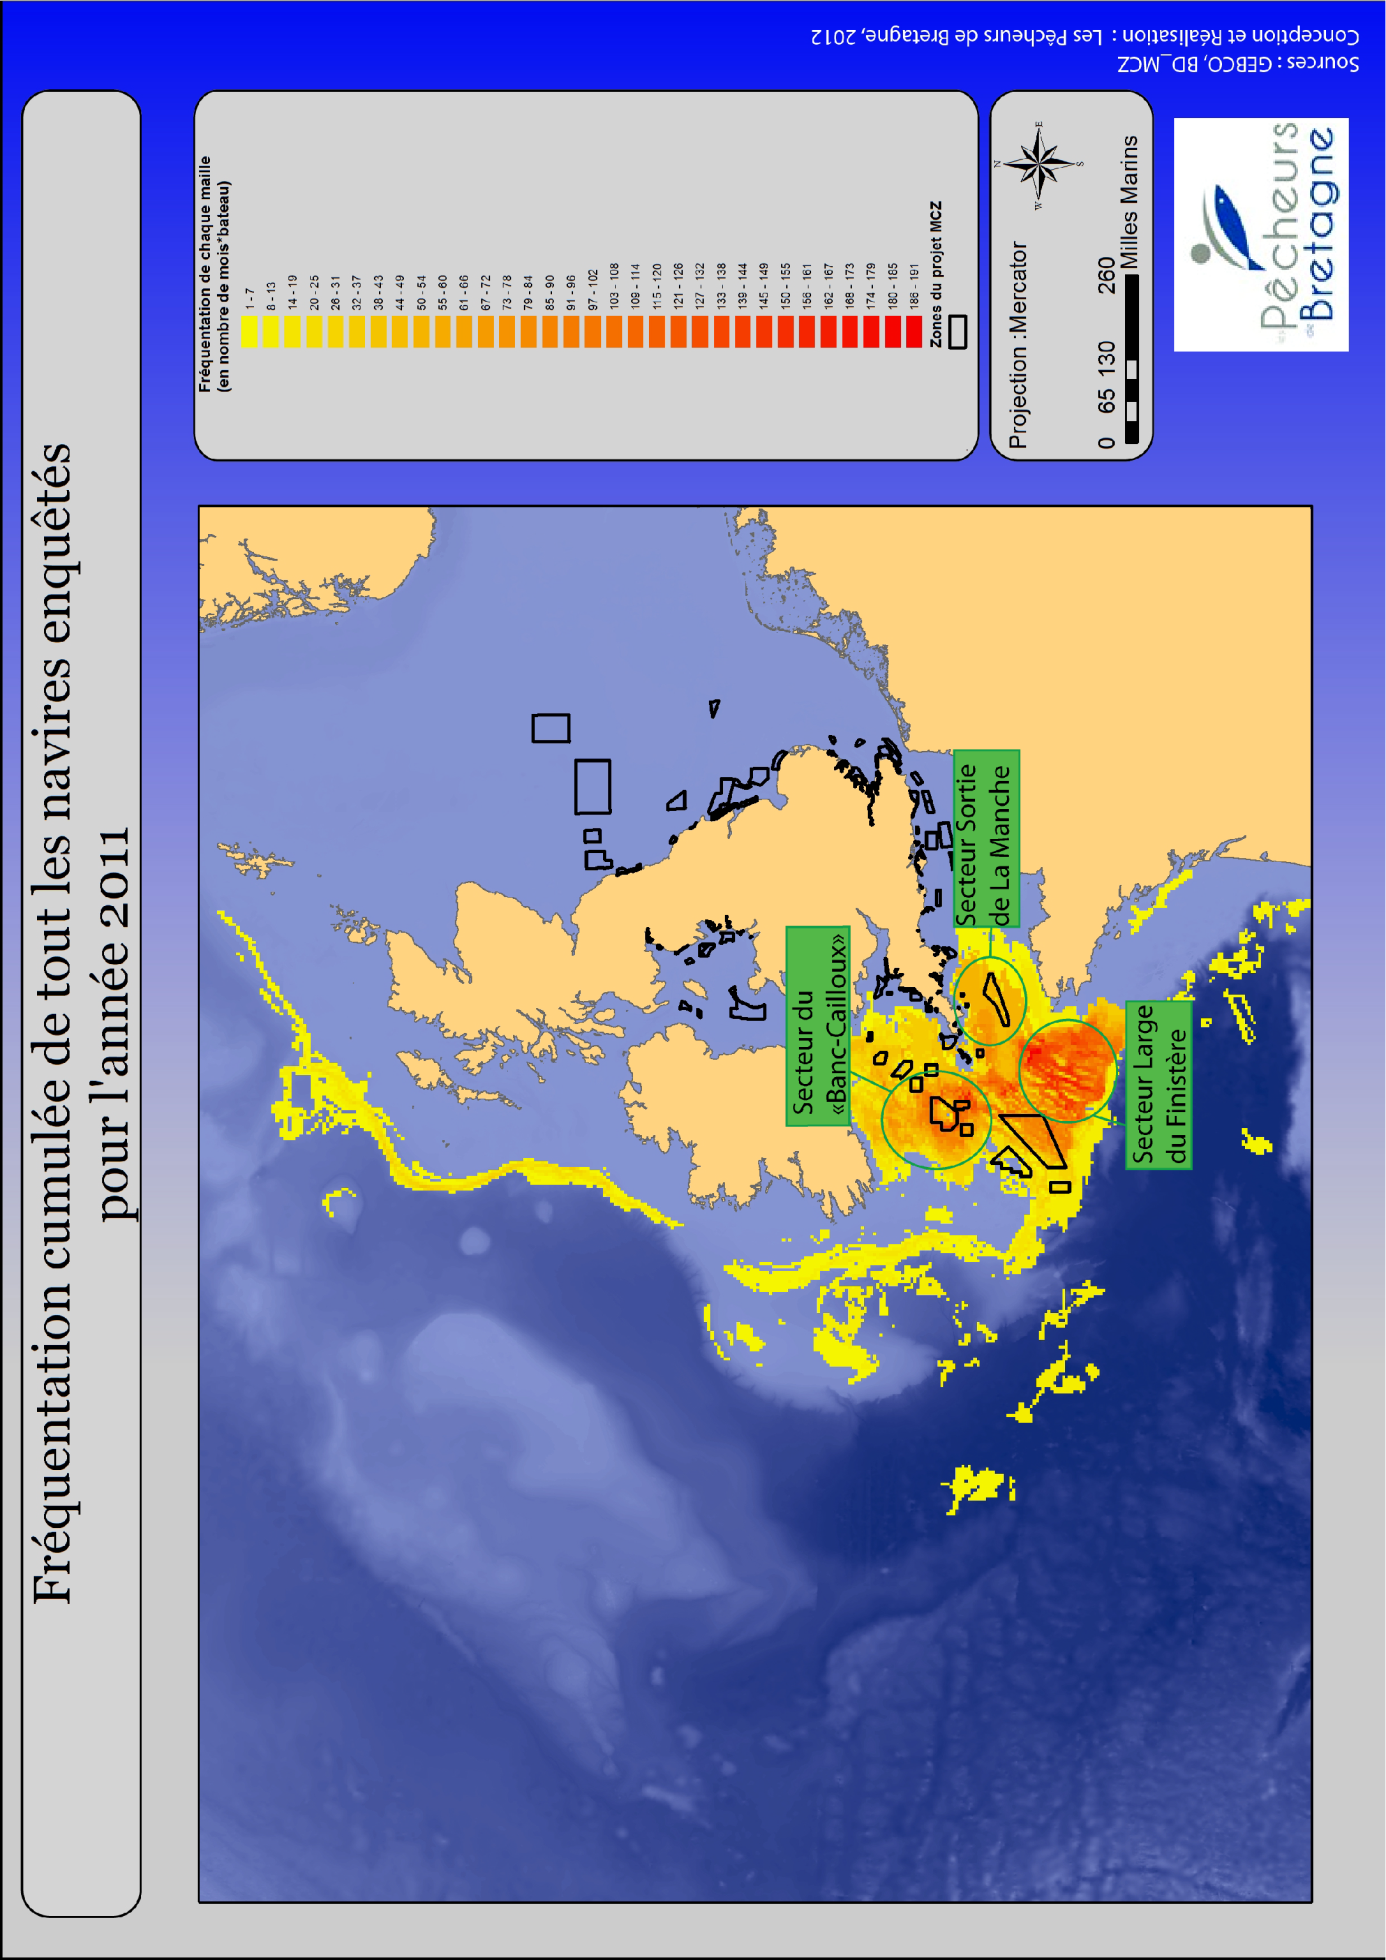 Fréquentation cumulée de tout les navires enquêtés
pour l'année 2011
Fréquentation de chaque maille
(en nombre de mois*bateau)
1 - 7
8 - 13
14 - 19
20 - 25
26 - 31
32 - 37
38 - 43
44 - 49
50 - 54
55 - 60
61 - 66
67 - 72
73 - 78
79 - 84
85 - 90
91 - 96
97 - 102
103 - 108
109 - 114
115 - 120
121 - 126
127 - 132
133 - 138
139 - 144
145 - 149
150 - 155
156 - 161
162 - 167
168 - 173
174 - 179
180 - 185
186 - 191
Zones du projet MCZ
Projection :Mercator
N
W
E
S
0 65 130 260
Milles Marins
Secteur du
«Banc-Cailloux»
Secteur Sortie
de La Manche
Secteur Large
du Finistère
les Pêcheurs
de Bretagne
Sources : GEBCO, BD_MCZ
Conception et Réalisation : Les Pêcheurs de Bretagne, 2012